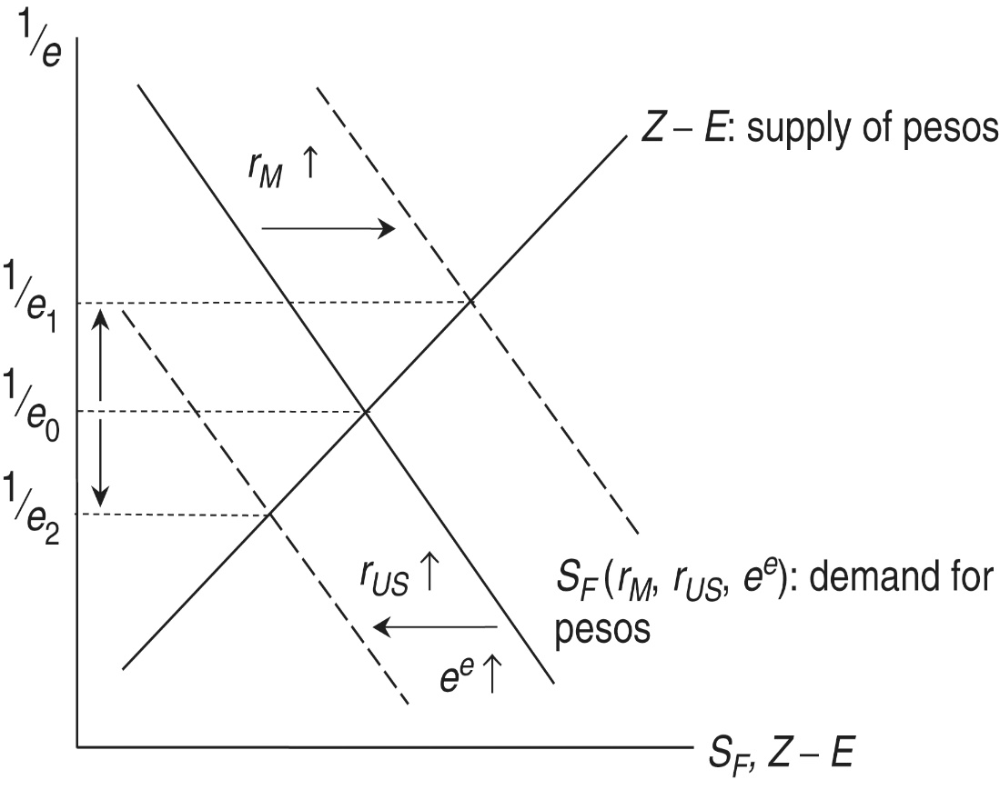 1/e
Z – E: supply of pesos
r_M ↑
1/e_1
1/e_0
1/e_2
r_US ↑
S_F (r_M, r_US, e^e): demand for
pesos
e^e ↑
S_F, Z – E